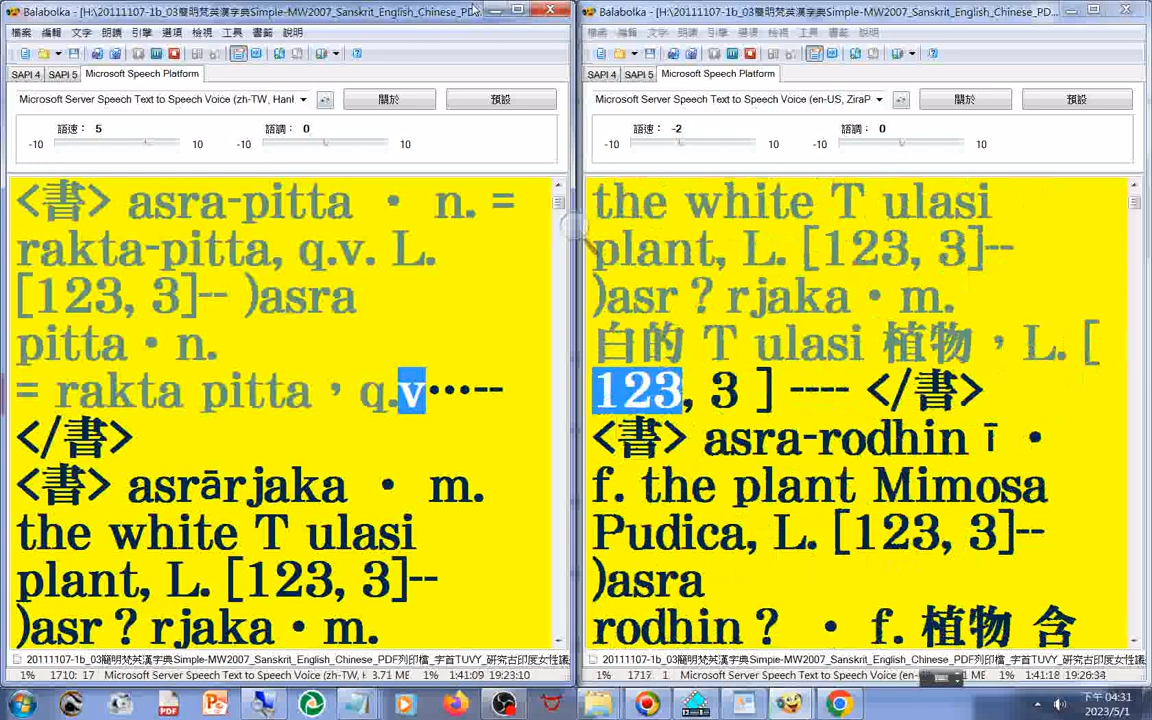 Balabolka - [H:\20111107-1b_03簡明梵英漢字典Simple-MW2007_Sanskrit_English_Chinese_PD...
檔案 編輯 文字 朗讀 引擎 選項 檢視 工具 書籤 說明
SAPI 4 SAPI 5 Microsoft Speech Platform
Microsoft Server Speech Text to Speech Voice (zh-TW, Hanl
關於 預設
語速： 5 語調： 0
-10 10 -10 10
<書> asra-pitta · n. =
rakta-pitta, q.v. L.
[123, 3]-- )asra
pitta·n.
= rakta pitta，q.v···--
</書>
<書> asrārjaka · m.
the white T ulasi
plant, L. [123, 3]--
)asr？rjaka·m.
20111107-1b_03簡明梵英漢字典Simple-MW2007_Sanskrit_English_Chinese_PDF列印檔_字首TUVY_研究古印度女性議
1% 1710: 17 Microsoft Server Speech Text to Speech Voice (zh-TW, H 3.71 ME 1% 1:41:09 19:23:10
Balabolka - [H:\20111107-1b_03簡明梵英漢字典Simple-MW2007_Sanskrit_English_Chinese_PD...
檔案 編輯 文字 朗讀 引擎 選項 檢視 工具 書籤 說明
SAPI 4 SAPI 5 Microsoft Speech Platform
Microsoft Server Speech Text to Speech Voice (en-US, ZiraP
關於 預設
語速： -2 語調： 0
-10 10 -10 10
the white T ulasi
plant, L. [123, 3]--
)asr？rjaka·m.
白的 T ulasi 植物，L. [
123, 3 ] ---- </書>
<書> asra-rodhin ī ·
f. the plant Mimosa
Pudica, L. [123, 3]--
)asra
rodhin？ · f. 植物 含
20111107-1b_03簡明梵英漢字典Simple-MW2007_Sanskrit_English_Chinese_PDF列印檔_字首TUVY_研究古印度女性議
1% 1717 1 Microsoft Server Speech Text to Speech Voice (en-US, ME 1% 1:41:18 19:26:34
下午 04:31
2023/5/1